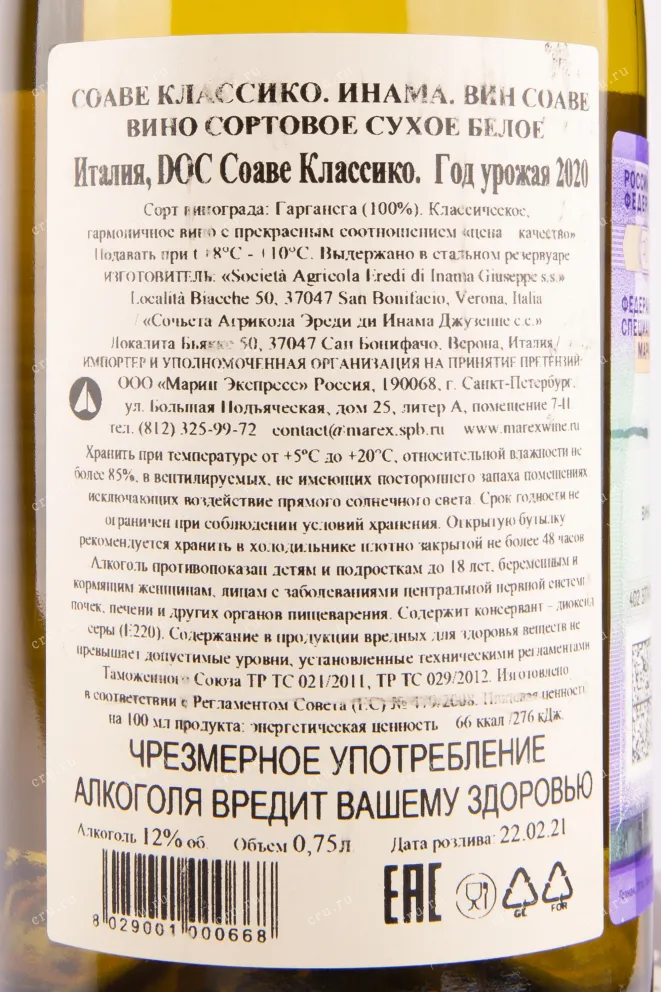 СОАВЕ КЛАССИКО. ИНАМА. ВИН СОАВЕ
ВИНО СОРТОВОЕ СУХОЕ БЕЛОЕ
Италия, DOC Соаве Классико. Год урожая 2020
Сорт винограда: Гарганега (100%). Классическое,
гармоничное вино с прекрасным соотношением «цена качество»
Подавать при t +8°С - +10°С. Выдержано в стальном резервуаре
ИЗГОТОВИТЕЛЬ: «Società Agricola Eredi di Inama Giuseppe s.s.»
Località Biacche 50, 37047 San Bonifacio, Verona, Italia
/ «Сочьета Агрикола Эреди ди Инама Джузеппе с.с.»
Локалита Бьякке 50, 37047 Сан Бонифачо, Верона, Италия/
ИМПОРТЕР И УПОЛНОМОЧЕННАЯ ОРГАНИЗАЦИЯ НА ПРИНЯТИЕ ПРЕТЕНЗИЙ:
ООО «Марин Экспресс» Россия, 190068, г. Санкт-Петербург,
ул. Большая Подъяческая, дом 25, литер А, помещение 7-Н
тел. (812) 325-99-72 contact@marex.spb.ru www.marexwine.ru
Хранить при температуре от +5°С до +20°С, относительной влажности не
более 85%, в вентилируемых, не имеющих постороннего запаха помещениях
исключающих воздействие прямого солнечного света. Срок годности не
ограничен при соблюдении условий хранения. Открытую бутылку
рекомендуется хранить в холодильнике плотно закрытой не более 48 часов
Алкоголь противопоказан детям и подросткам до 18 лет, беременным и
кормящим женщинам, лицам с заболеваниями центральной нервной системы
почек, печени и других органов пищеварения. Содержит консервант – диоксид
серы (Е220). Содержание в продукции вредных для здоровья веществ не
превышает допустимые уровни, установленные техническими регламентами
Таможенного Союза ТР ТС 021/2011, ТР ТС 029/2012. Изготовлено
в соответствии с Регламентом Совета (ЕС) № 479/2008. Пищевая ценность
на 100 мл продукта: энергетическая ценность 66 ккал /276 кДж.
ЧРЕЗМЕРНОЕ УПОТРЕБЛЕНИЕ
АЛКОГОЛЯ ВРЕДИТ ВАШЕМУ ЗДОРОВЬЮ
Алкоголь 12% об. Объем 0,75л Дата розлива: 22.02.21
8 029001 000668
EAC
GL FOR